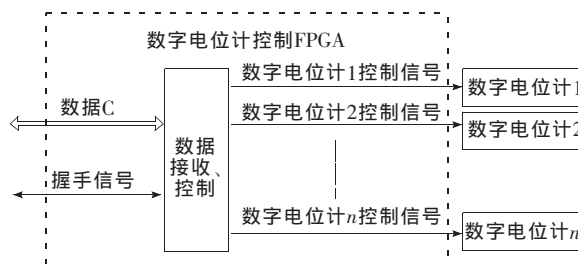 数字电位计控制FPGA
数字电位计1控制信号
数字电位计1
数据C
数字电位计2控制信号
数字电位计2
数据
接收、
控制
握手信号
数字电位计n控制信号
数字电位计n